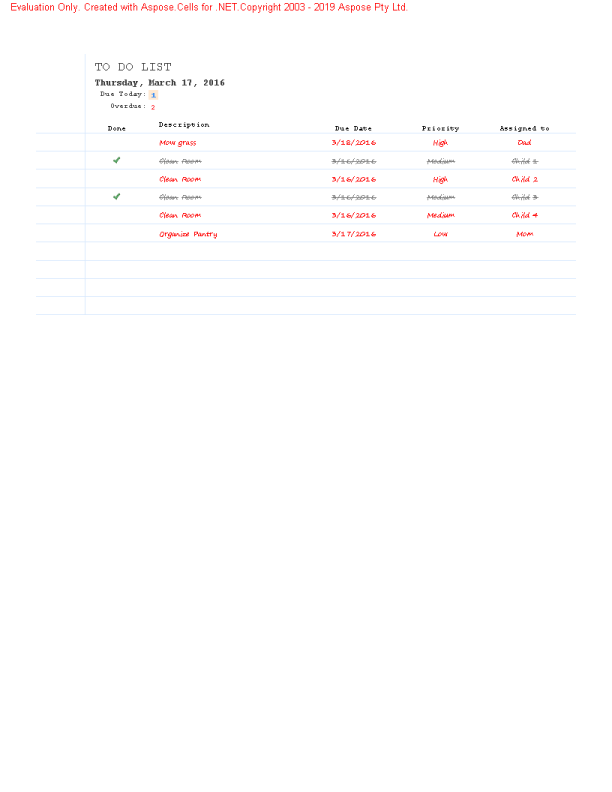 Evaluation Only. Created with Aspose.Cells for .NET.Copyright 2003 - 2019 Aspose Pty Ltd.
TO DO LIST
Thursday, March 17, 2016
Due Today: 1
Overdue: 2
Done Description Due Date Priority Assigned to
Mow grass 3/18/2016 High Dad
✓ Clean Room 3/16/2016 Medium Child 1
Clean Room 3/16/2016 High Child 2
✓ Clean Room 3/16/2016 Medium Child 3
Clean Room 3/16/2016 Medium Child 4
Organize Pantry 3/17/2016 Low Mom